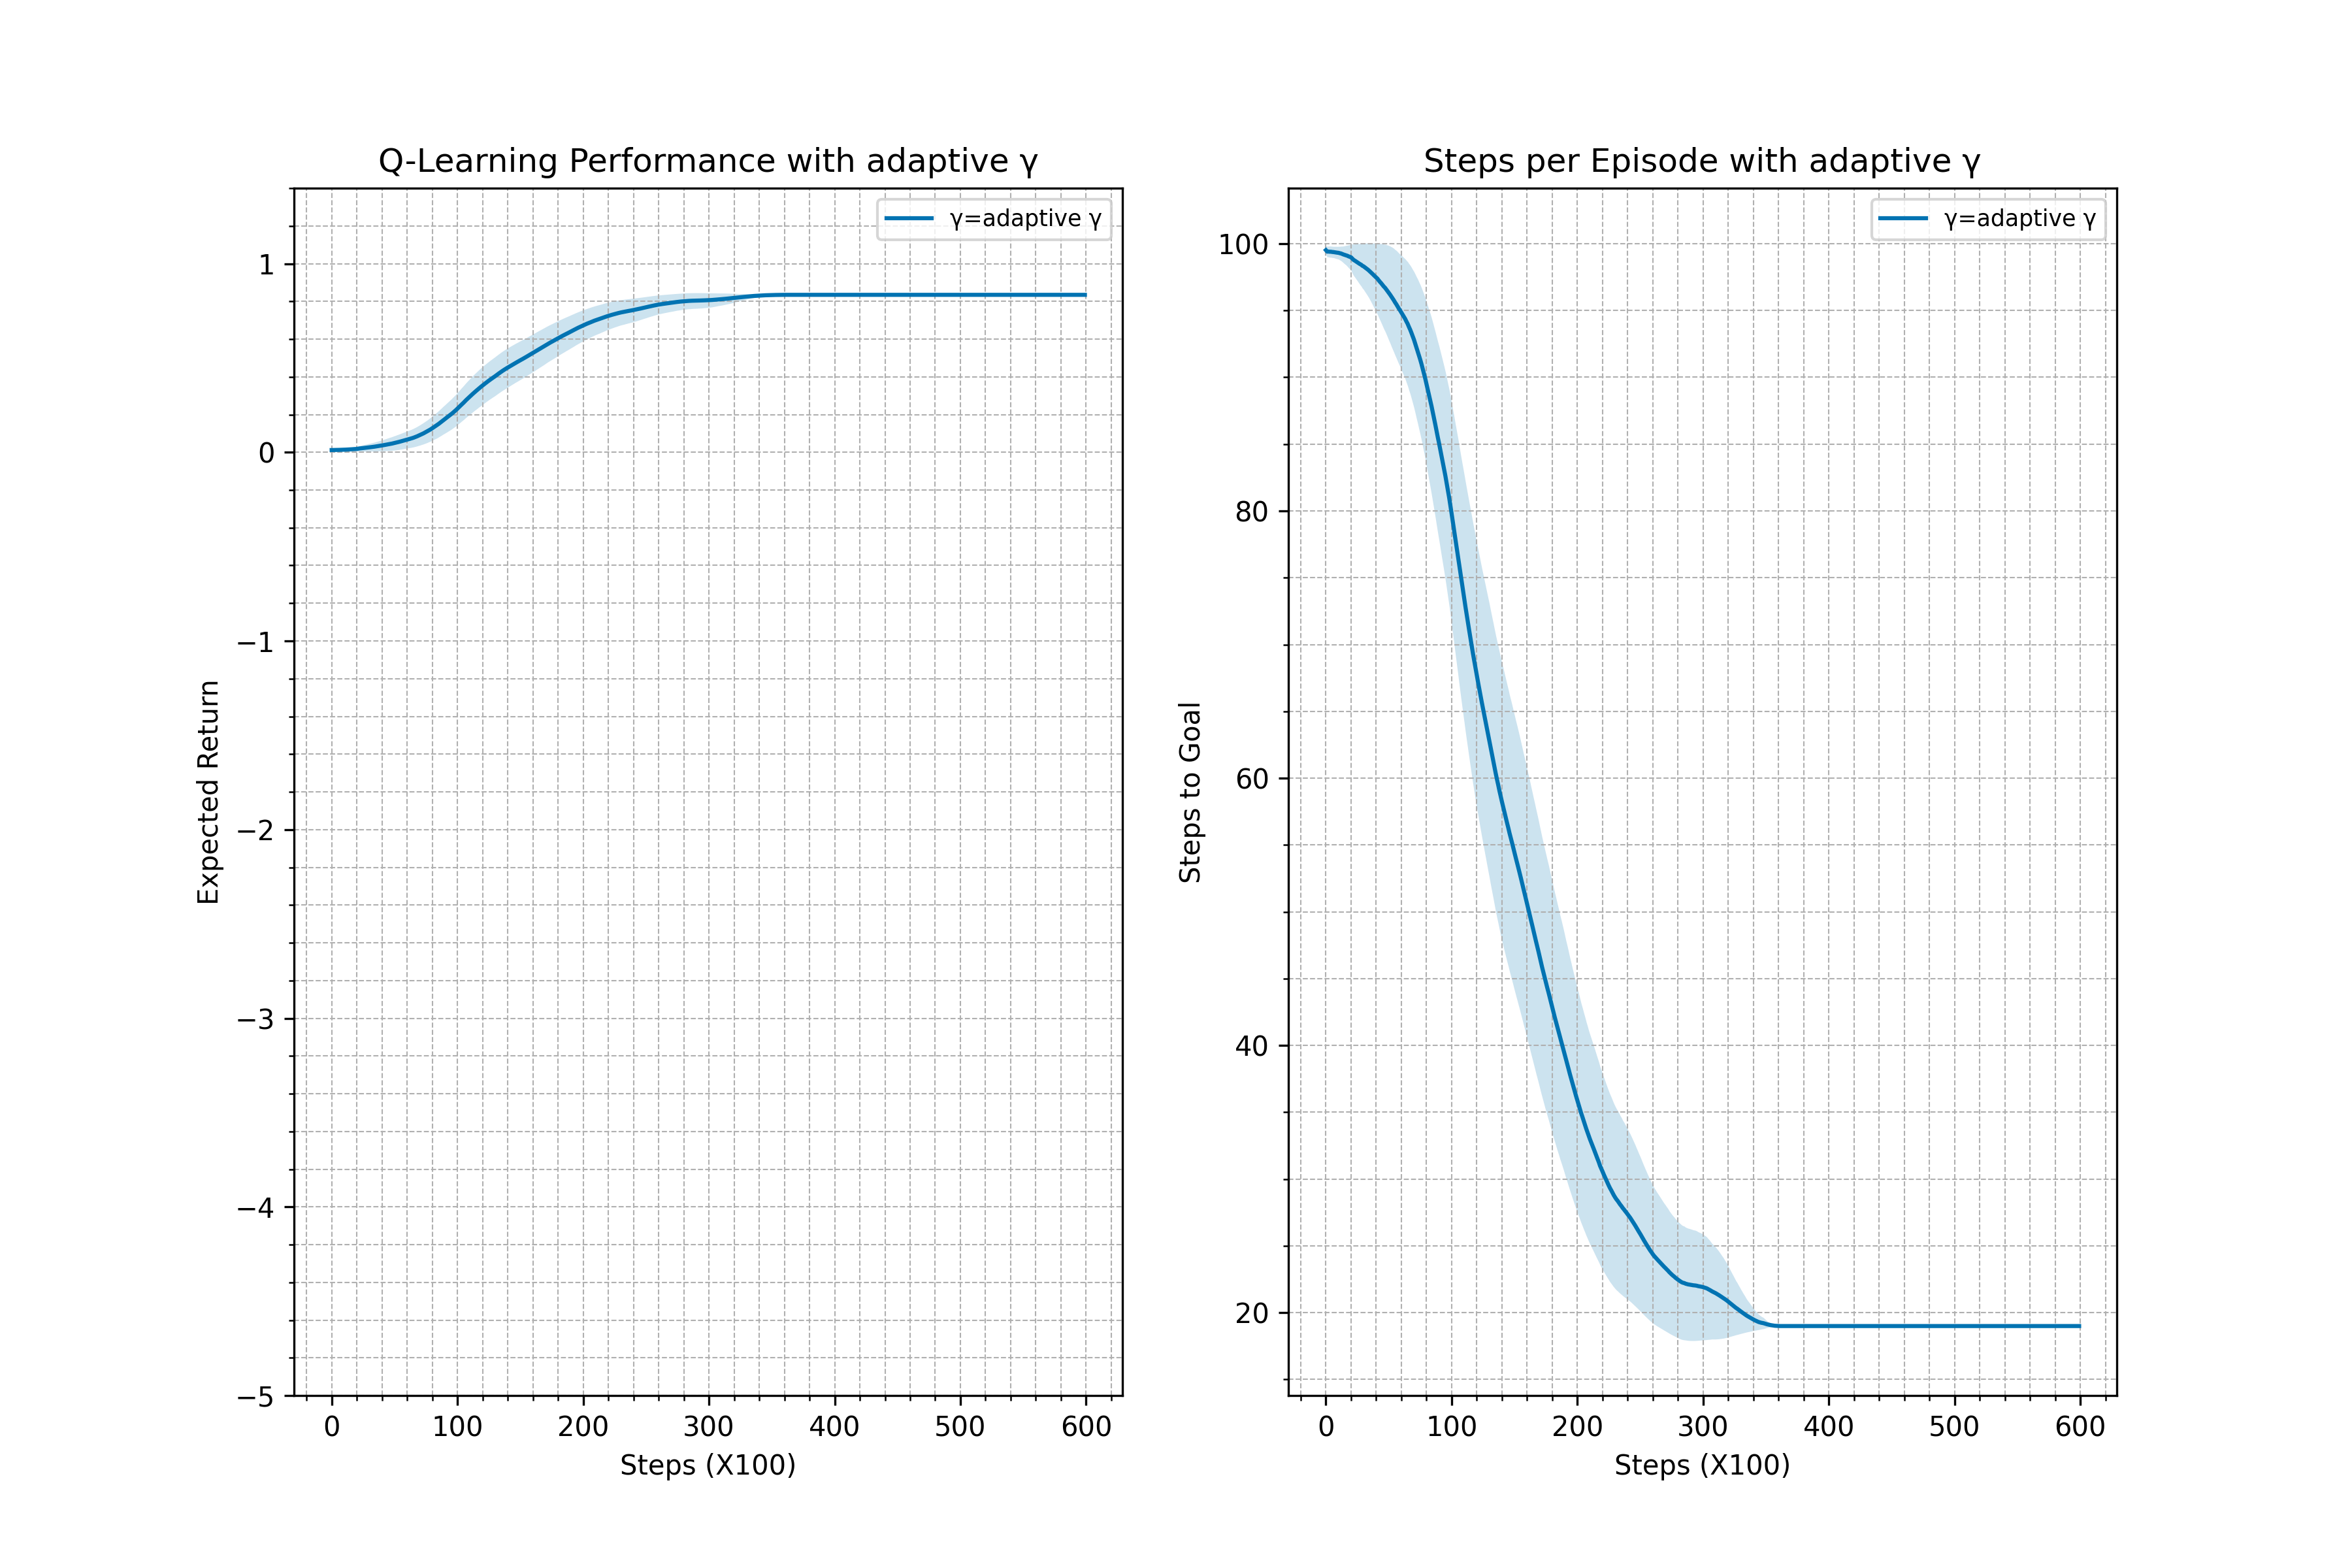 Q-Learning Performance with adaptive γ
γ=adaptive γ
1
0
−1
−2
−3
−4
−5
Expected Return
0 100 200 300 400 500 600
Steps (X100)
Steps per Episode with adaptive γ
γ=adaptive γ
100
80
60
40
20
Steps to Goal
0 100 200 300 400 500 600
Steps (X100)